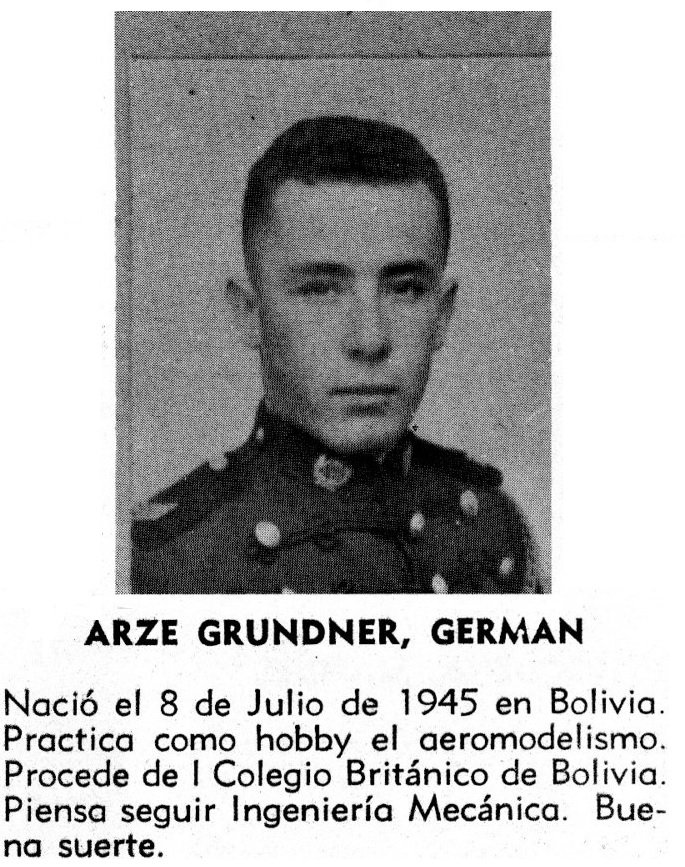 ARZE GRUNDNER, GERMAN
Nació el 8 de Julio de 1945 en Bolivia.
Practica como hobby el aeromodelismo.
Procede de l Colegio Británico de Bolivia.
Piensa seguir Ingeniería Mecánica. Bue-
na suerte.